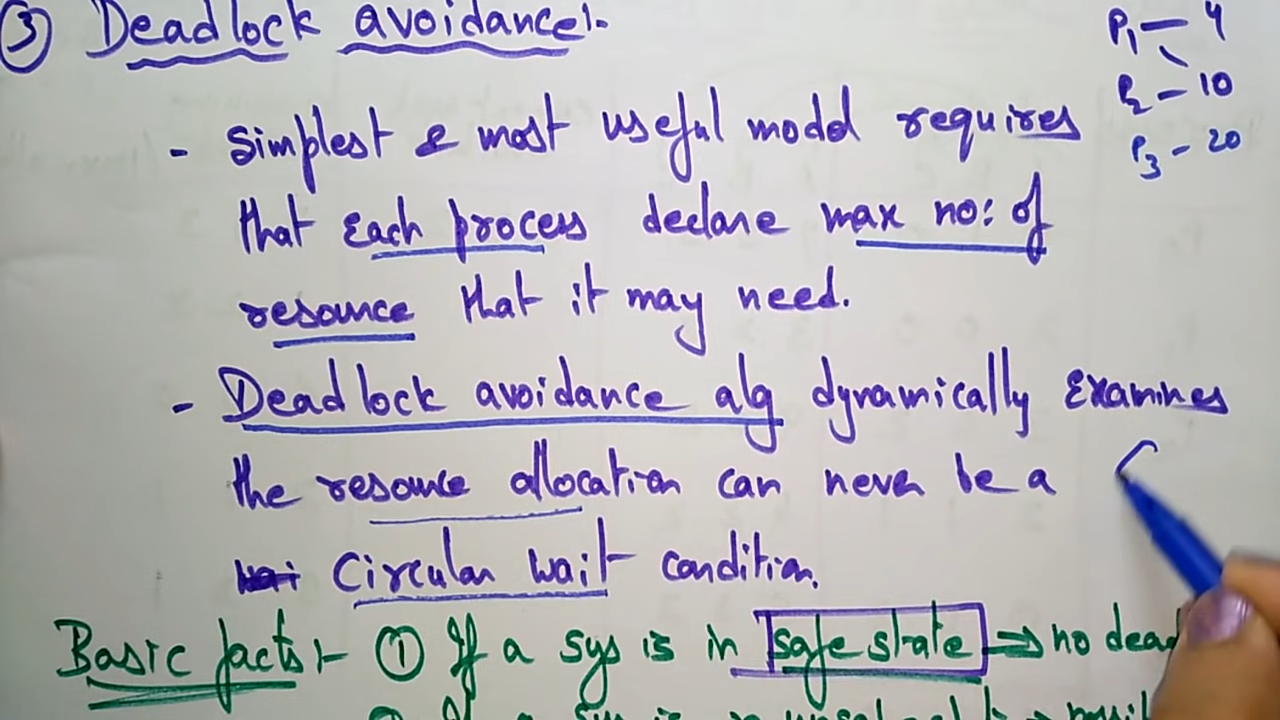 ③ Deadlock avoidance:-
P1 — 4
P2 — 10
P3 - 20
- Simplest & most useful model requires
that each process declare max no: of
resource that it may need.
- Deadlock avoidance alg dynamically Examines
the resource allocation can never be a
Circular wait condition.
Basic facts:- ① If a sys is in safe state ⇒ no dead